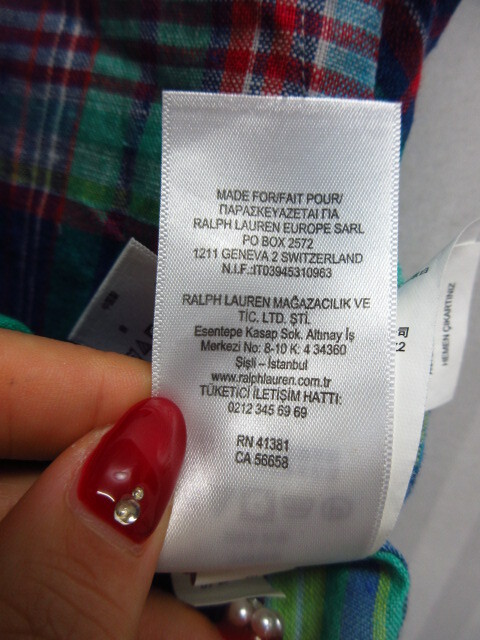 MADE FOR/FAIT POUR/
ΠΑΡΑΣΚΕΥΑΖΕΤΑΙ ΓΙΑ
RALPH LAUREN EUROPE SARL
PO BOX 2572
1211 GENEVA 2 SWITZERLAND
N.I.F.:IT03945310963
RALPH LAUREN MAĞAZACILIK VE
TİC. LTD. ŞTİ.
Esentepe Kasap Sok. Altınay İş
Merkezi No: 8-10 K: 4 34360
Şişli – İstanbul
www.ralphlauren.com.tr
TÜKETİCİ İLETİŞİM HATTI:
0212 345 69 69
RN 41381
CA 56658
HEMEN ÇIKARTINIZ